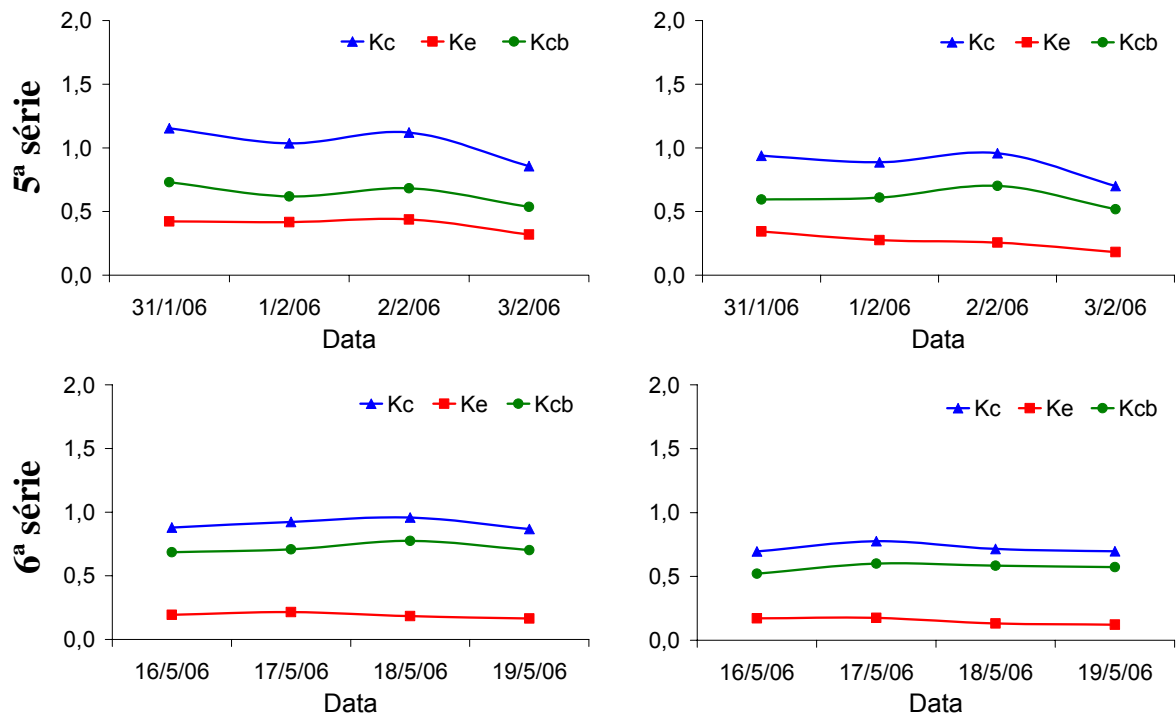 5ª série
2,0
1,5
1,0
0,5
0,0
Kc Ke Kcb
31/1/06 1/2/06 2/2/06 3/2/06
Data
2,0
1,5
1,0
0,5
0,0
Kc Ke Kcb
31/1/06 1/2/06 2/2/06 3/2/06
Data
6ª série
2,0
1,5
1,0
0,5
0,0
Kc Ke Kcb
16/5/06 17/5/06 18/5/06 19/5/06
Data
2,0
1,5
1,0
0,5
0,0
Kc Ke Kcb
16/5/06 17/5/06 18/5/06 19/5/06
Data